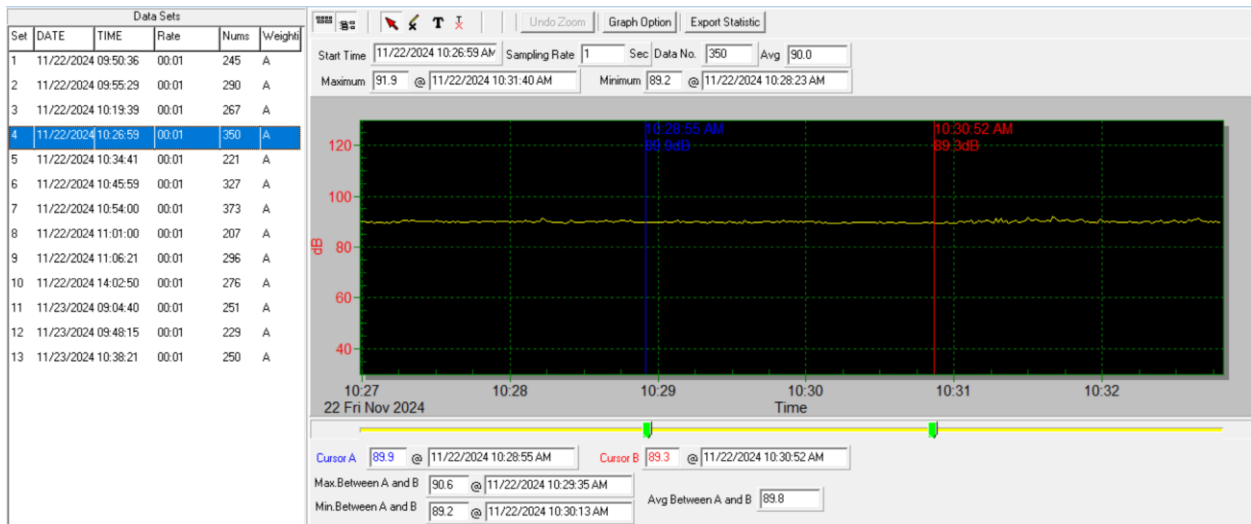 Data Sets
Set DATE TIME Rate Nums Weighti
1 11/22/2024 09:50:36 00:01 245 A
2 11/22/2024 09:55:29 00:01 290 A
3 11/22/2024 10:19:39 00:01 267 A
4 11/22/2024 10:26:59 00:01 350 A
5 11/22/2024 10:34:41 00:01 221 A
6 11/22/2024 10:45:59 00:01 327 A
7 11/22/2024 10:54:00 00:01 373 A
8 11/22/2024 11:01:00 00:01 207 A
9 11/22/2024 11:06:21 00:01 296 A
10 11/22/2024 14:02:50 00:01 276 A
11 11/23/2024 09:04:40 00:01 251 A
12 11/23/2024 09:48:15 00:01 229 A
13 11/23/2024 10:38:21 00:01 250 A
T Undo Zoom Graph Option Export Statistic
Start Time 11/22/2024 10:26:59 AM Sampling Rate 1 Sec Data No. 350 Avg 90.0
Maximum 91.9 @ 11/22/2024 10:31:40 AM Minimum 89.2 @ 11/22/2024 10:28:23 AM
10:28:55 AM 10:30:52 AM
89.9dB 89.3dB
120
100
80
60
40
dB
10:27 10:28 10:29 10:30 10:31 10:32
22 Fri Nov 2024 Time
Cursor A 89.9 @ 11/22/2024 10:28:55 AM Cursor B 89.3 @ 11/22/2024 10:30:52 AM
Max.Between A and B 90.6 @ 11/22/2024 10:29:35 AM
Min.Between A and B 89.2 @ 11/22/2024 10:30:13 AM
Avg Between A and B 89.8